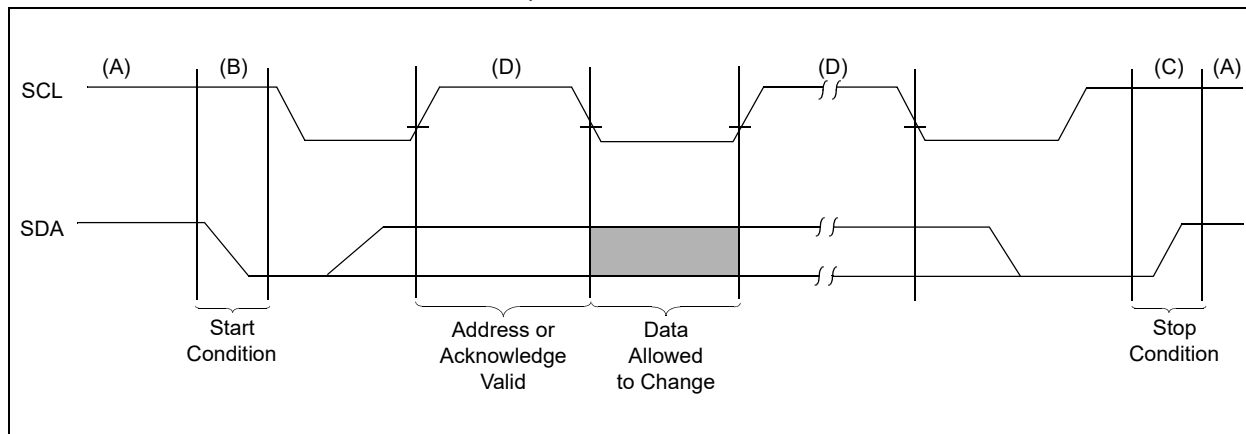 (A) (B) (D) (D) (C) (A)
SCL
SDA
Start
Condition
Address or
Acknowledge
Valid
Data
Allowed
to Change
Stop
Condition